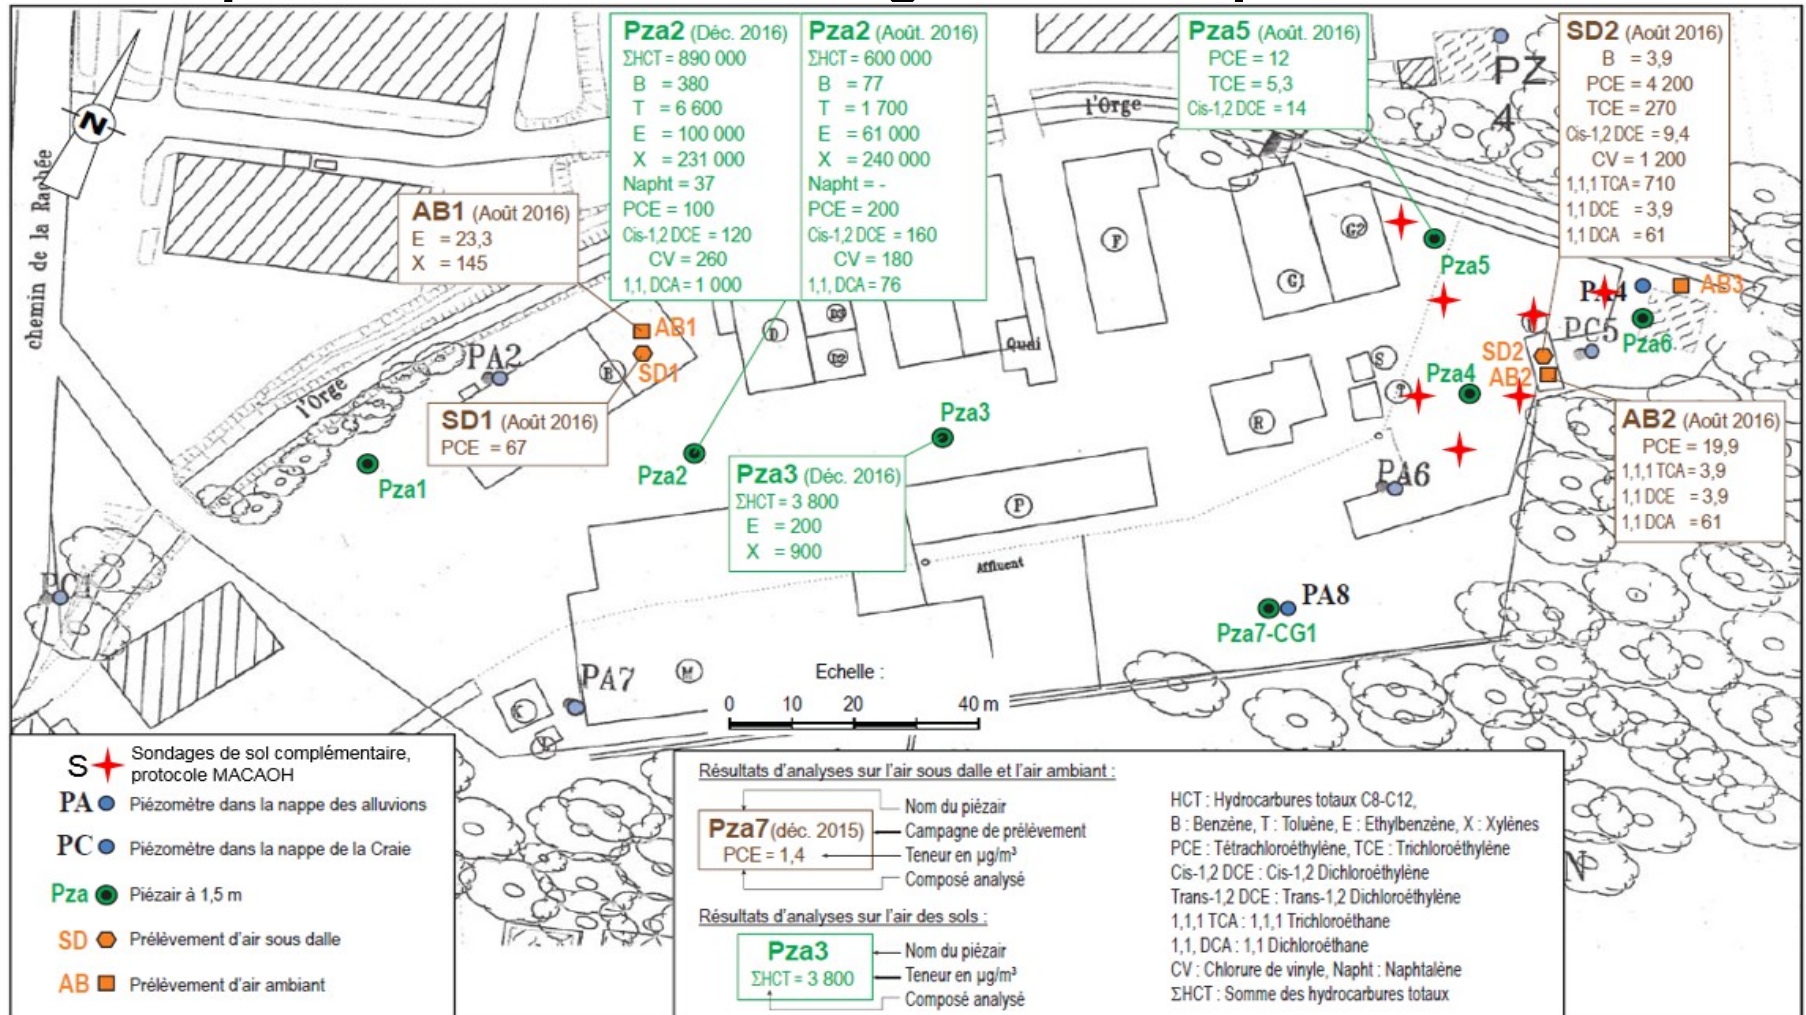 Pza2 (Déc. 2016)
ΣHCT = 890 000
B = 380
T = 6 600
E = 100 000
X = 231 000
Napht = 37
PCE = 100
Cis-1,2 DCE = 120
CV = 260
1,1, DCA = 1 000
Pza2 (Août. 2016)
ΣHCT = 600 000
B = 77
T = 1 700
E = 61 000
X = 240 000
Napht = -
PCE = 200
Cis-1,2 DCE = 160
CV = 180
1,1, DCA = 76
Pza5 (Août. 2016)
PCE = 12
TCE = 5,3
Cis-1,2 DCE = 14
SD2 (Août 2016)
B = 3,9
PCE = 4 200
TCE = 270
Cis-1,2 DCE = 9,4
CV = 1 200
1,1,1 TCA = 710
1,1 DCE = 3,9
1,1 DCA = 61
PZ
4
N
chemin de la Rachée
l'Orge
AB1 (Août 2016)
E = 23,3
X = 145
F
G2
G1
Pza5
PA4
AB3
PC5
Pza6
AB1
SD1
B
PA2
D
D3
D2
Quai
S
T
R
SD2
AB2
Pza4
l'Orge
SD1 (Août 2016)
PCE = 67
Pza1
Pza2
Pza3
Pza3 (Déc. 2016)
ΣHCT = 3 800
E = 200
X = 900
P
PA6
AB2 (Août 2016)
PCE = 19,9
1,1,1 TCA = 3,9
1,1 DCE = 3,9
1,1 DCA = 61
Affluent
PC
PA8
Pza7-CG1
PA7
M
Echelle :
0 10 20 40 m
N
S Sondages de sol complémentaire,
protocole MACAOH
PA Piézomètre dans la nappe des alluvions
PC Piézomètre dans la nappe de la Craie
Pza Piézair à 1,5 m
SD Prélèvement d'air sous dalle
AB Prélèvement d'air ambiant
Résultats d'analyses sur l'air sous dalle et l'air ambiant :
Pza7 (déc. 2015)
PCE = 1,4
Nom du piézair
Campagne de prélèvement
Teneur en µg/m³
Composé analysé
Résultats d'analyses sur l'air des sols :
Pza3
ΣHCT = 3 800
Nom du piézair
Teneur en µg/m³
Composé analysé
HCT : Hydrocarbures totaux C8-C12,
B : Benzène, T : Toluène, E : Ethylbenzène, X : Xylènes
PCE : Tétrachloroéthylène, TCE : Trichloroéthylène
Cis-1,2 DCE : Cis-1,2 Dichloroéthylène
Trans-1,2 DCE : Trans-1,2 Dichloroéthylène
1,1,1 TCA : 1,1,1 Trichloroéthane
1,1, DCA : 1,1 Dichloroéthane
CV : Chlorure de vinyle, Napht : Naphtalène
ΣHCT : Somme des hydrocarbures totaux